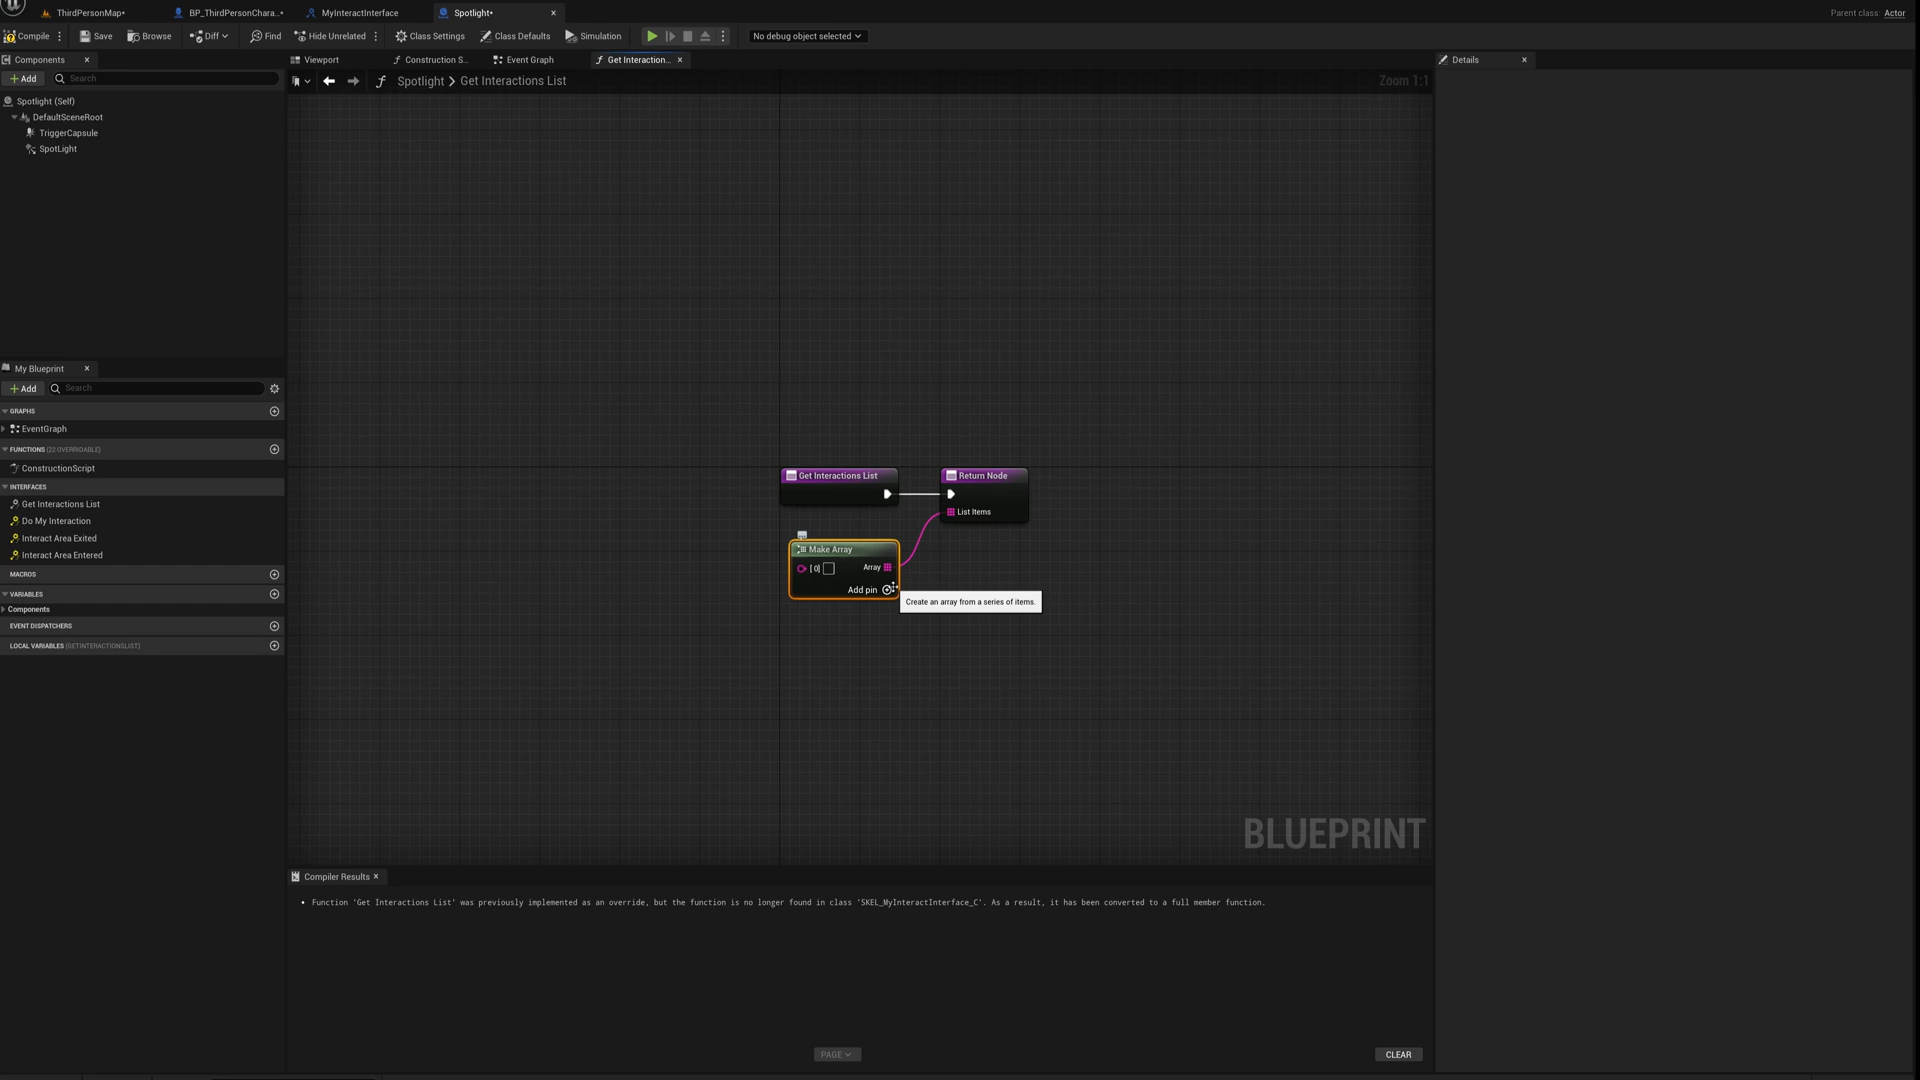 ThirdPersonMap•
BP_ThirdPersonChara...•
MyInteractInterface
Spotlight•
Parent class: Actor
Compile
Save
Browse
Diff
Find
Hide Unrelated
Class Settings
Class Defaults
Simulation
No debug object selected
Components
Add
Search
Spotlight (Self)
DefaultSceneRoot
TriggerCapsule
SpotLight
My Blueprint
Add
Search
GRAPHS
EventGraph
FUNCTIONS (22 OVERRIDABLE)
ConstructionScript
INTERFACES
Get Interactions List
Do My Interaction
Interact Area Exited
Interact Area Entered
MACROS
VARIABLES
Components
EVENT DISPATCHERS
LOCAL VARIABLES (GETINTERACTIONSLIST)
Viewport
Construction S...
Event Graph
Get Interaction...
Spotlight > Get Interactions List
Zoom 1:1
Get Interactions List
Return Node
List Items
Make Array
[0]
Array
Add pin
Create an array from a series of items.
BLUEPRINT
Compiler Results
• Function 'Get Interactions List' was previously implemented as an override, but the function is no longer found in class 'SKEL_MyInteractInterface_C'. As a result, it has been converted to a full member function.
PAGE
CLEAR
Details